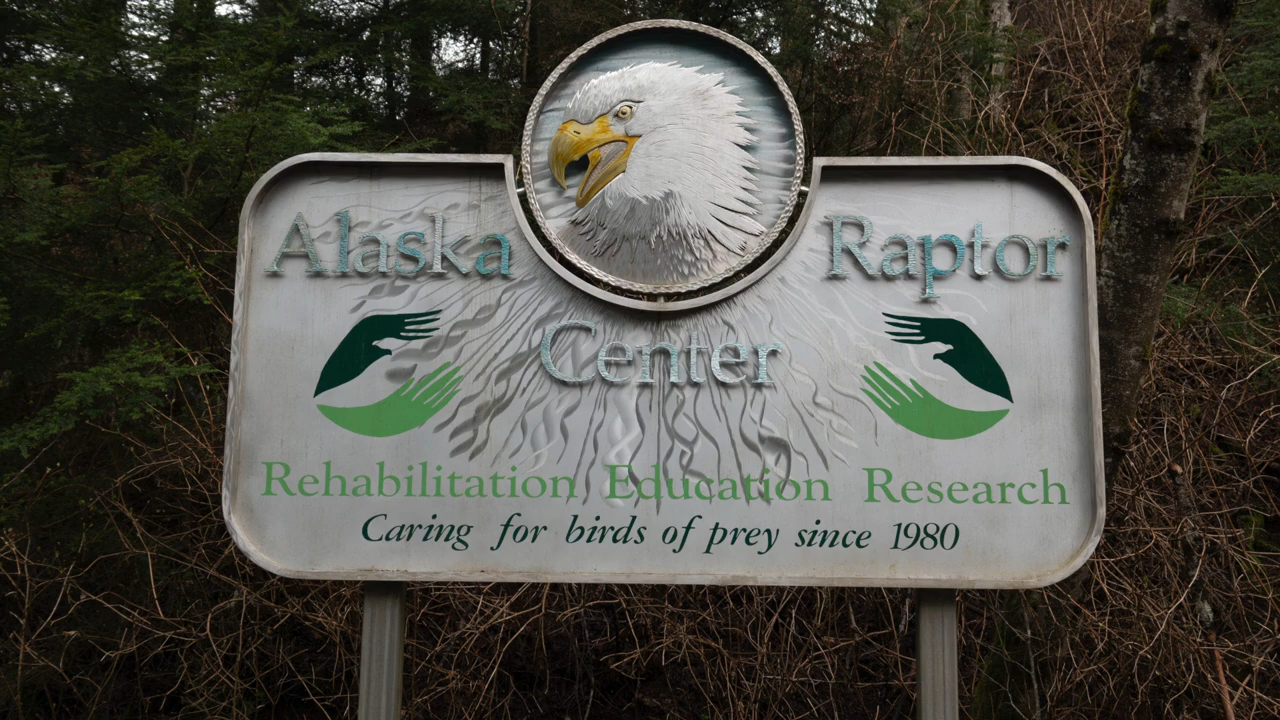 Alaska Raptor
Center
Rehabilitation Education Research
Caring for birds of prey since 1980